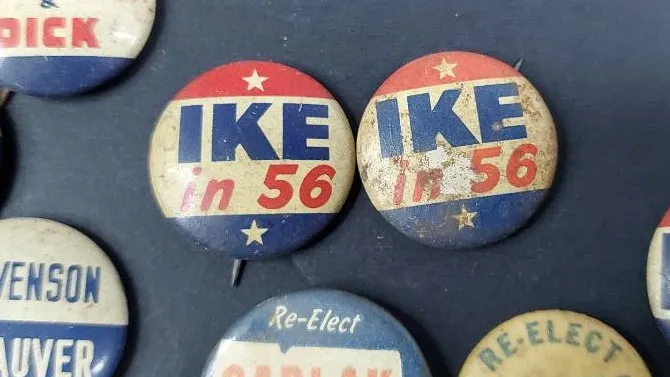 &
DICK
IKE
in 56
IKE
in 56
VENSON
AUVER
Re-Elect
RE-ELECT